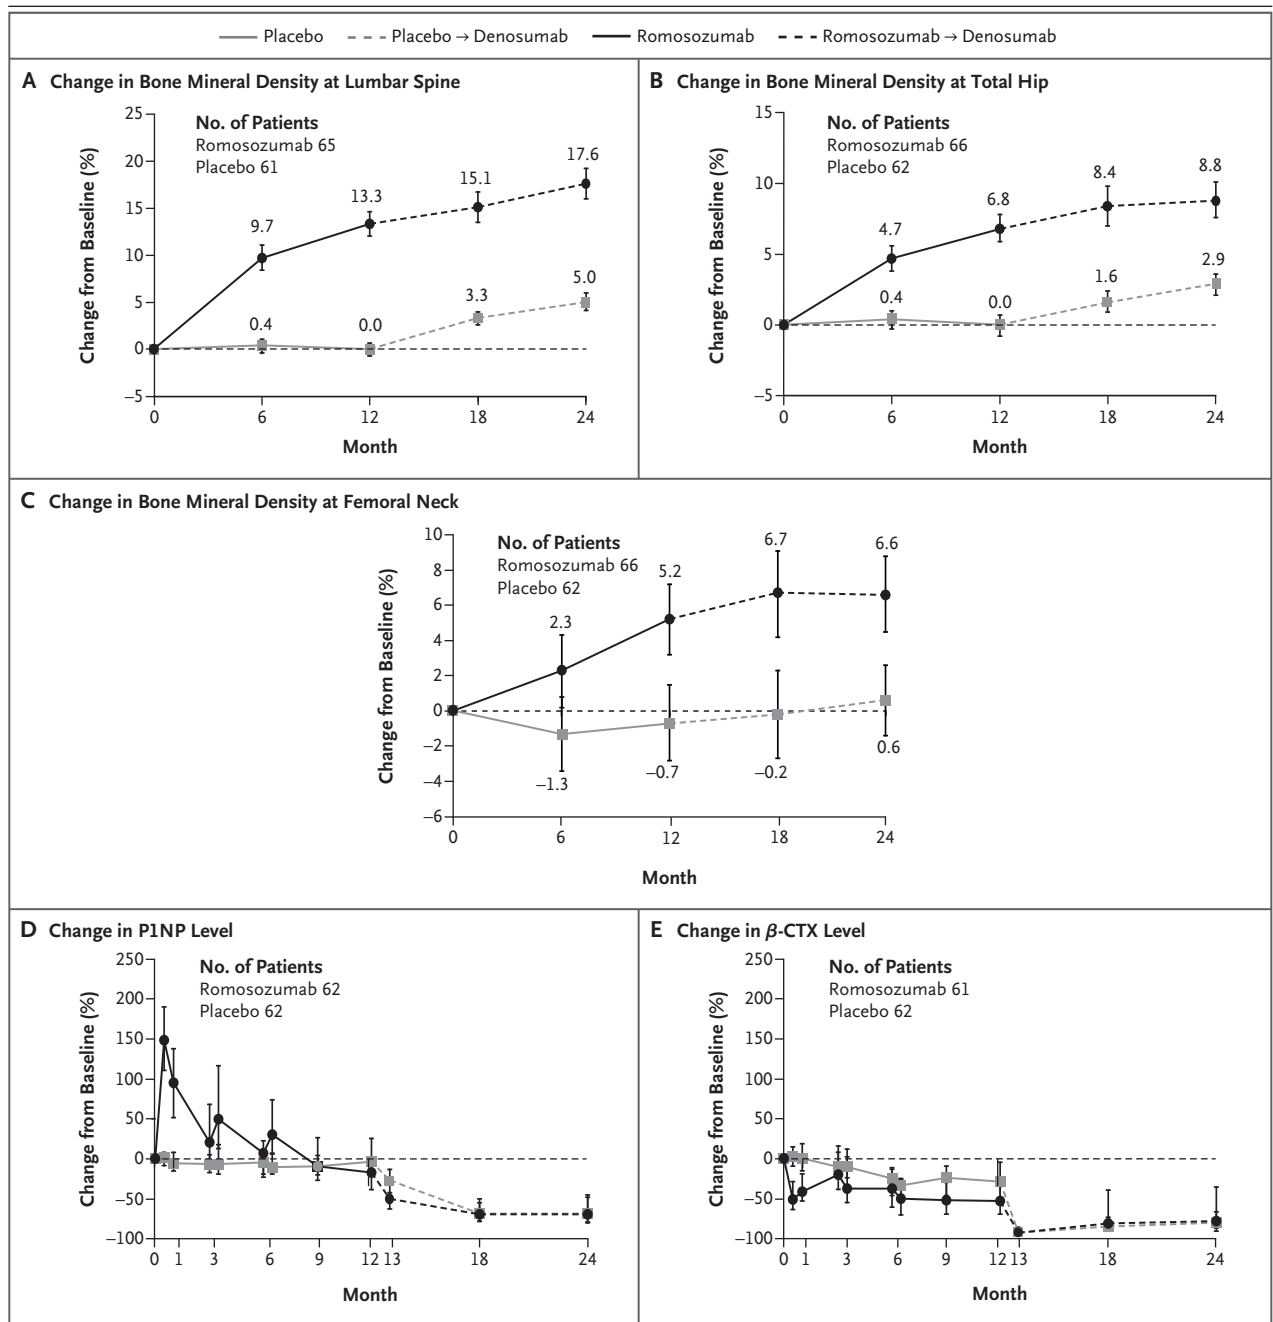 Placebo Placebo → Denosumab Romosozumab Romosozumab → Denosumab
A Change in Bone Mineral Density at Lumbar Spine
Change from Baseline (%)
25
20
15
10
5
0
−5
No. of Patients
Romosozumab 65
Placebo 61
9.7
13.3
15.1
17.6
0.4
0.0
3.3
5.0
0 6 12 18 24
Month
B Change in Bone Mineral Density at Total Hip
Change from Baseline (%)
15
10
5
0
−5
No. of Patients
Romosozumab 66
Placebo 62
4.7
6.8
8.4
8.8
0.4
0.0
1.6
2.9
0 6 12 18 24
Month
C Change in Bone Mineral Density at Femoral Neck
Change from Baseline (%)
10
8
6
4
2
0
−2
−4
−6
No. of Patients
Romosozumab 66
Placebo 62
2.3
5.2
6.7
6.6
−1.3
−0.7
−0.2
0.6
0 6 12 18 24
Month
D Change in P1NP Level
Change from Baseline (%)
250
200
150
100
50
0
−50
−100
No. of Patients
Romosozumab 62
Placebo 62
0 1 3 6 9 12 13 18 24
Month
E Change in β-CTX Level
Change from Baseline (%)
250
200
150
100
50
0
−50
−100
No. of Patients
Romosozumab 61
Placebo 62
0 1 3 6 9 12 13 18 24
Month